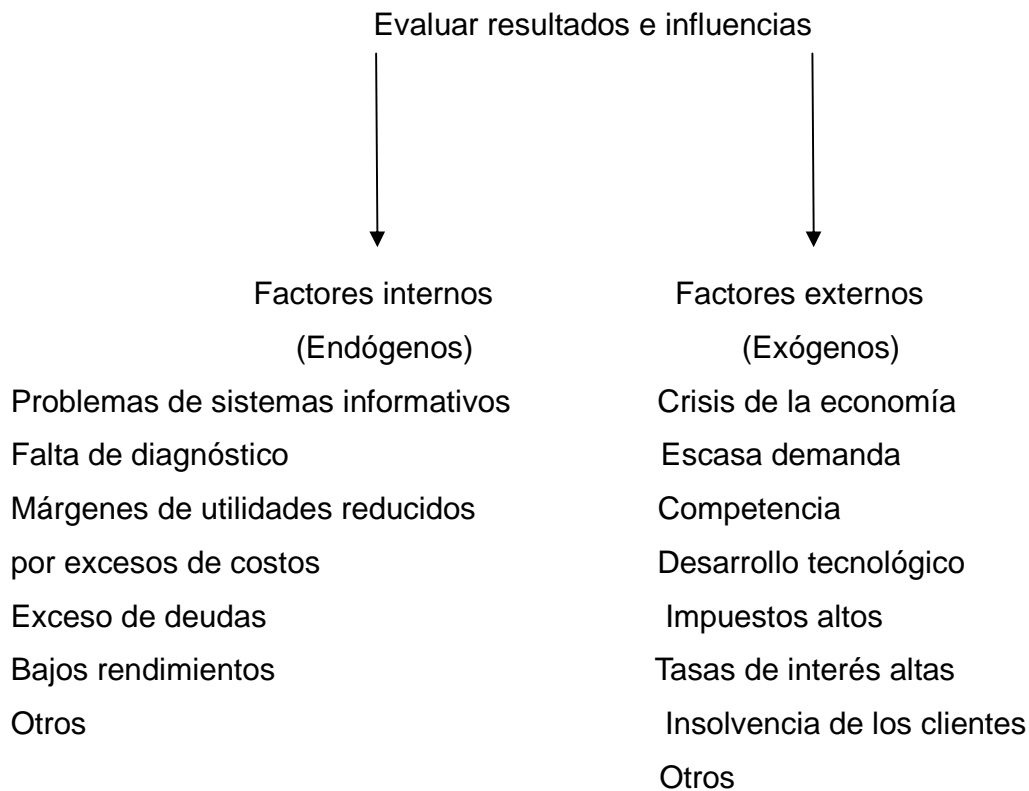 Evaluar resultados e influencias
Factores internos
(Endógenos)
Problemas de sistemas informativos
Falta de diagnóstico
Márgenes de utilidades reducidos
por excesos de costos
Exceso de deudas
Bajos rendimientos
Otros
Factores externos
(Exógenos)
Crisis de la economía
Escasa demanda
Competencia
Desarrollo tecnológico
Impuestos altos
Tasas de interés altas
Insolvencia de los clientes
Otros